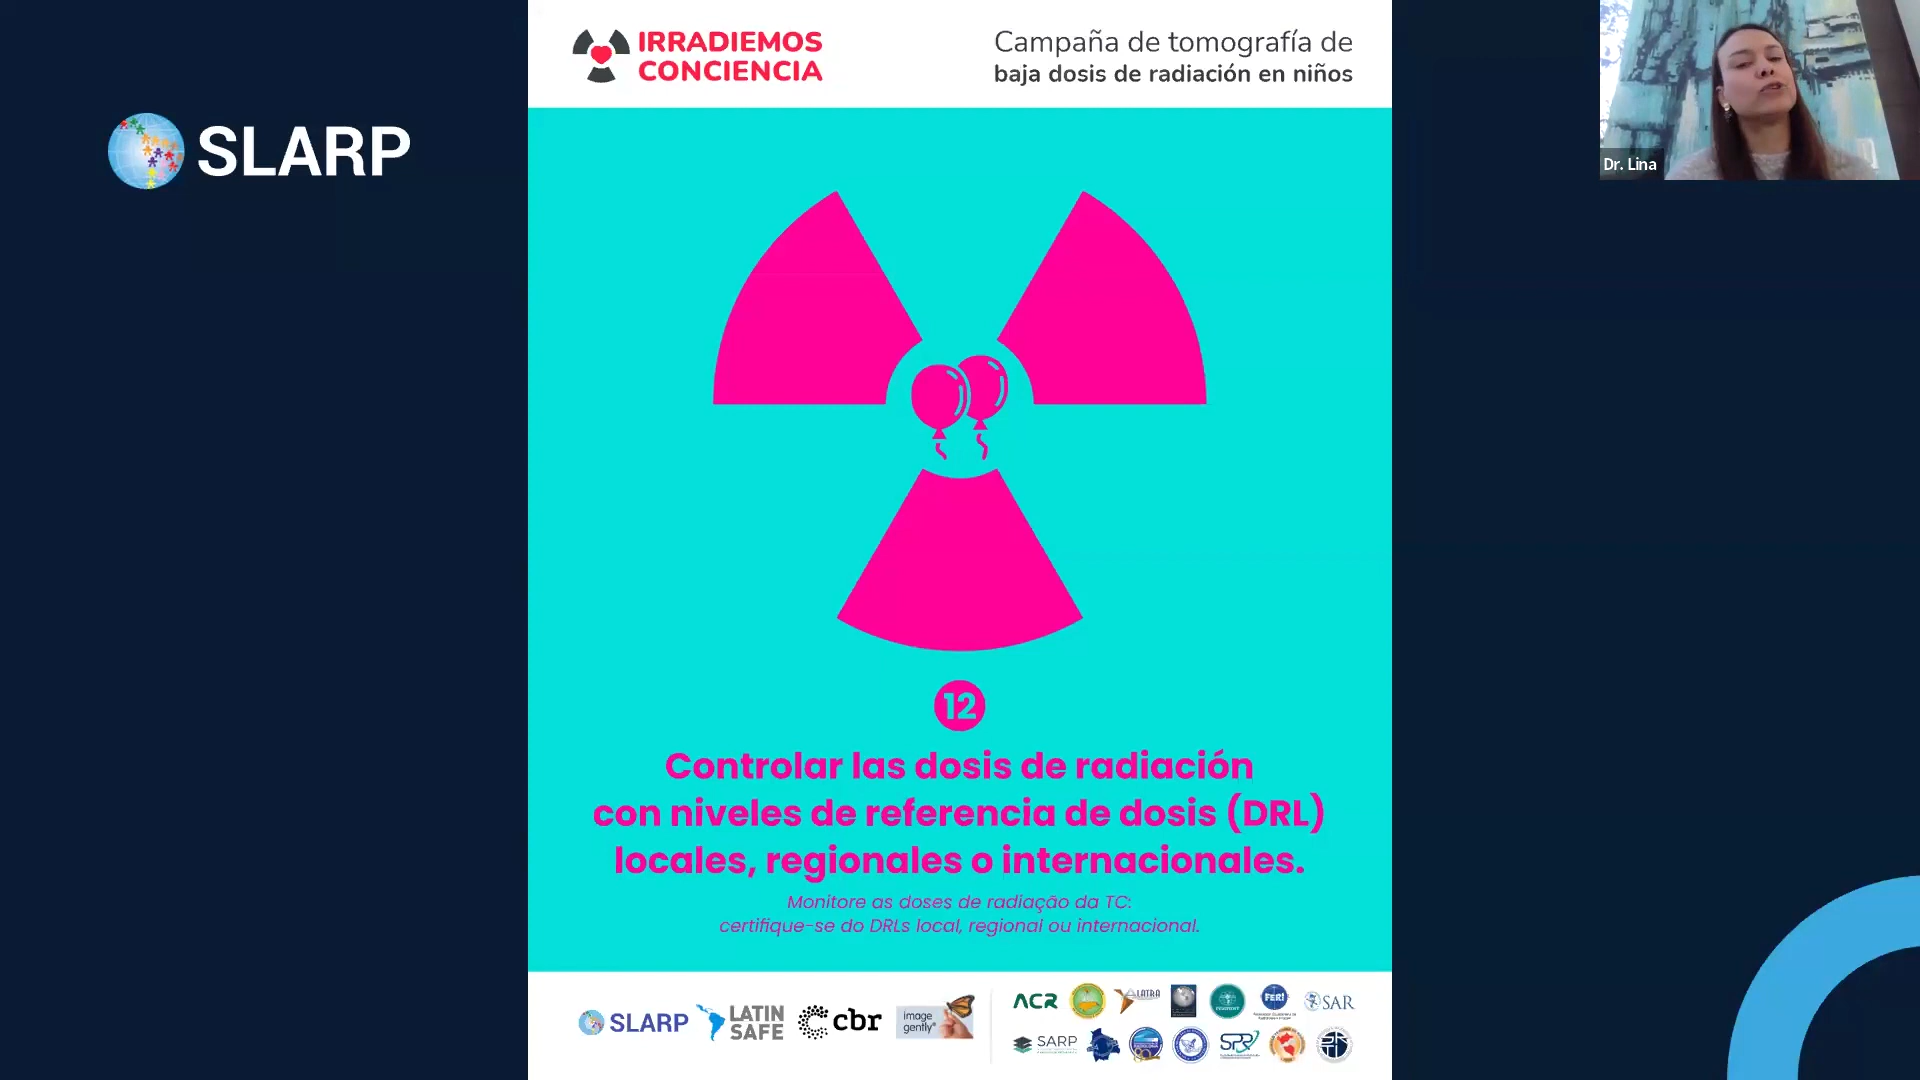 IRRADIEMOS
CONCIENCIA
Campaña de tomografía de
baja dosis de radiación en niños
SLARP
Dr. Lina
12
Controlar las dosis de radiación
con niveles de referencia de dosis (DRL)
locales, regionales o internacionales.
Monitore as doses de radiação da TC:
certifique-se do DRLs local, regional ou internacional.
SLARP
LATIN
SAFE
cbr
image
gently®
ACR
LATRA
FERI
SAR
SARP
SPR